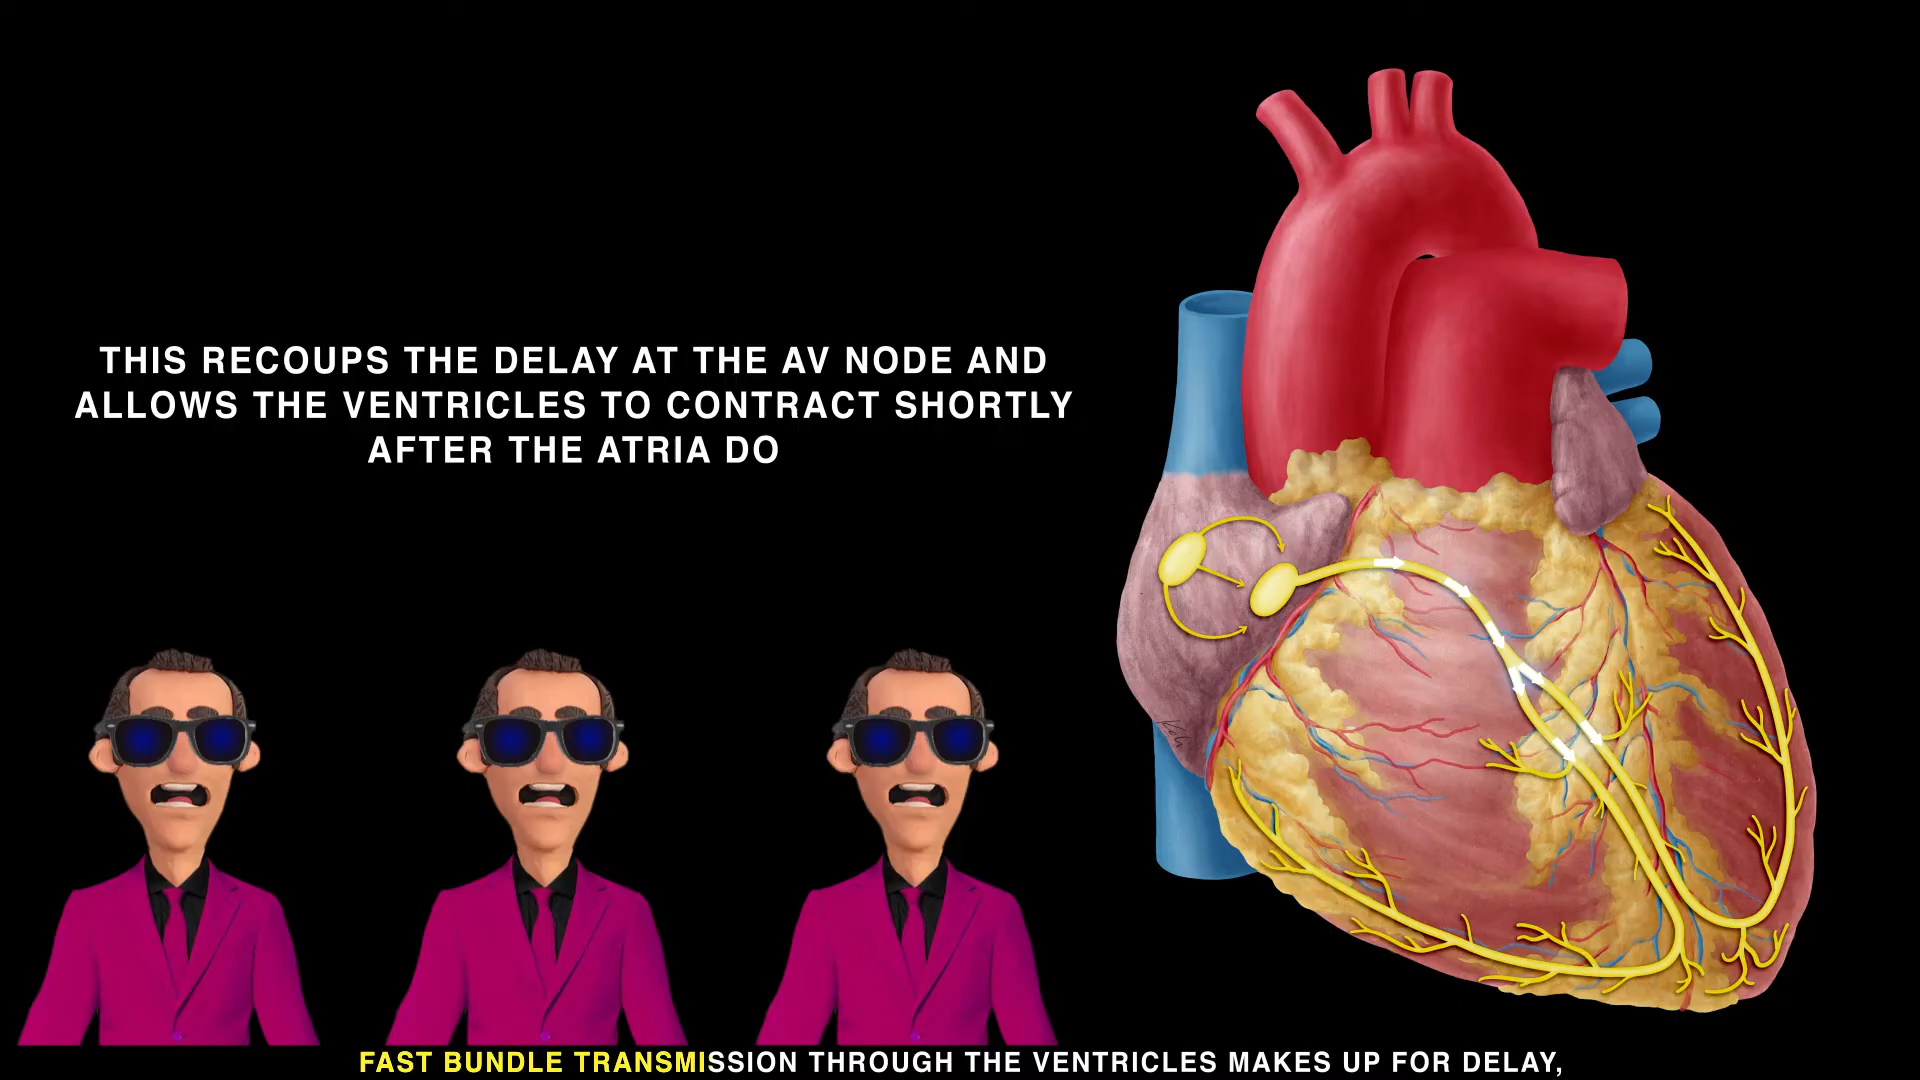 THIS RECOUPS THE DELAY AT THE AV NODE AND
ALLOWS THE VENTRICLES TO CONTRACT SHORTLY
AFTER THE ATRIA DO
FAST BUNDLE TRANSMISSION THROUGH THE VENTRICLES MAKES UP FOR DELAY,